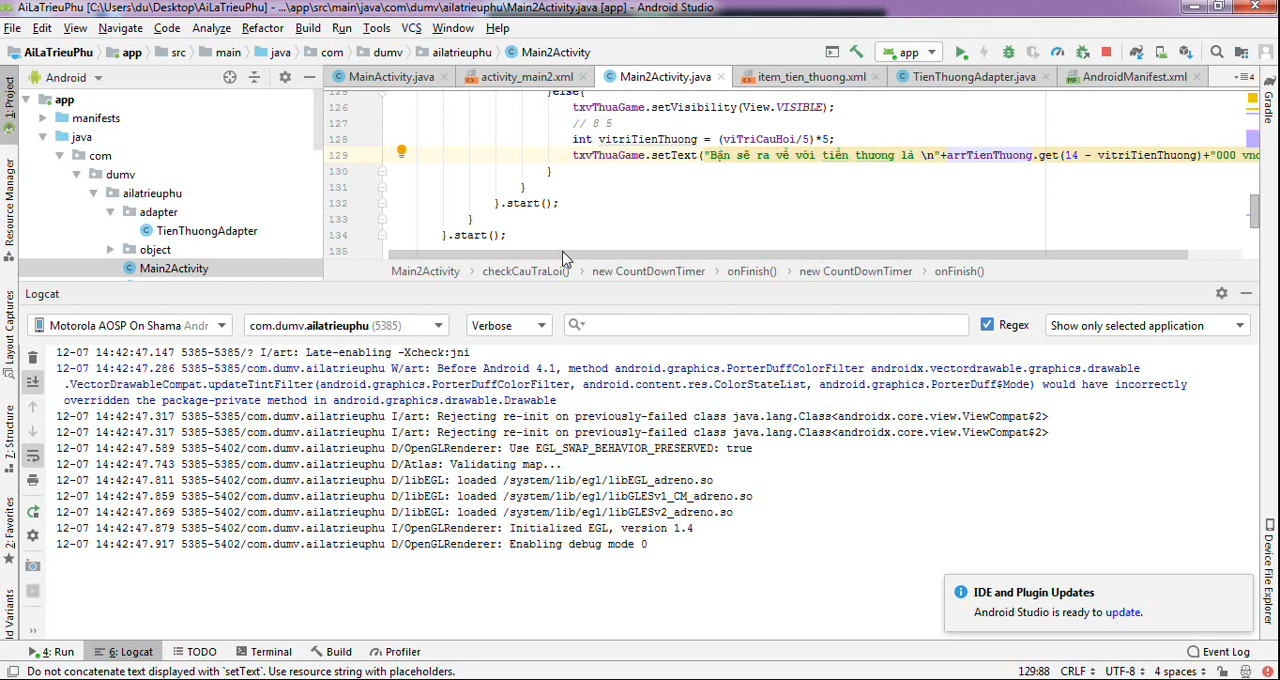 AiLaTrieuPhu [C:\Users\du\Desktop\AiLaTrieuPhu] - ...\app\src\main\java\com\dumv\ailatrieuphu\Main2Activity.java [app] - Android Studio
File Edit View Navigate Code Analyze Refactor Build Run Tools VCS Window Help
AiLaTrieuPhu app src main java com dumv ailatrieuphu Main2Activity app
Android MainActivity.java activity_main2.xml Main2Activity.java item_tien_thuong.xml TienThuongAdapter.java AndroidManifest.xml
1: Project
Resource Manager
Layout Captures
Z: Structure
2: Favorites
ld Variants
app
manifests
java
com
dumv
ailatrieuphu
adapter
TienThuongAdapter
object
Main2Activity
125 }else{
126 txvThuaGame.setVisibility(View.VISIBLE);
127 // 8 5
128 int vitriTienThuong = (viTriCauHoi/5)*5;
129 txvThuaGame.setText("Bạn sẽ ra về với tiền thương là \n"+arrTienThuong.get(14 - vitriTienThuong)+"000 vnd
130 }
131 }
132 }.start();
133 }
134 }.start();
135
Main2Activity › checkCauTraLoi() › new CountDownTimer › onFinish() › new CountDownTimer › onFinish()
Gradle
Device File Explorer
Logcat
Motorola AOSP On Shama Andr com.dumv.ailatrieuphu (5385) Verbose Regex Show only selected application
12-07 14:42:47.147 5385-5385/? I/art: Late-enabling -Xcheck:jni
12-07 14:42:47.286 5385-5385/com.dumv.ailatrieuphu W/art: Before Android 4.1, method android.graphics.PorterDuffColorFilter androidx.vectordrawable.graphics.drawable
.VectorDrawableCompat.updateTintFilter(android.graphics.PorterDuffColorFilter, android.content.res.ColorStateList, android.graphics.PorterDuff$Mode) would have incorrectly
overridden the package-private method in android.graphics.drawable.Drawable
12-07 14:42:47.317 5385-5385/com.dumv.ailatrieuphu I/art: Rejecting re-init on previously-failed class java.lang.Class<androidx.core.view.ViewCompat$2>
12-07 14:42:47.317 5385-5385/com.dumv.ailatrieuphu I/art: Rejecting re-init on previously-failed class java.lang.Class<androidx.core.view.ViewCompat$2>
12-07 14:42:47.589 5385-5402/com.dumv.ailatrieuphu D/OpenGLRenderer: Use EGL_SWAP_BEHAVIOR_PRESERVED: true
12-07 14:42:47.743 5385-5385/com.dumv.ailatrieuphu D/Atlas: Validating map...
12-07 14:42:47.811 5385-5402/com.dumv.ailatrieuphu D/libEGL: loaded /system/lib/egl/libEGL_adreno.so
12-07 14:42:47.859 5385-5402/com.dumv.ailatrieuphu D/libEGL: loaded /system/lib/egl/libGLESv1_CM_adreno.so
12-07 14:42:47.869 5385-5402/com.dumv.ailatrieuphu D/libEGL: loaded /system/lib/egl/libGLESv2_adreno.so
12-07 14:42:47.879 5385-5402/com.dumv.ailatrieuphu I/OpenGLRenderer: Initialized EGL, version 1.4
12-07 14:42:47.917 5385-5402/com.dumv.ailatrieuphu D/OpenGLRenderer: Enabling debug mode 0
IDE and Plugin Updates
Android Studio is ready to update.
4: Run 6: Logcat TODO Terminal Build Profiler Event Log
Do not concatenate text displayed with `setText`. Use resource string with placeholders. 129:88 CRLF UTF-8 4 spaces